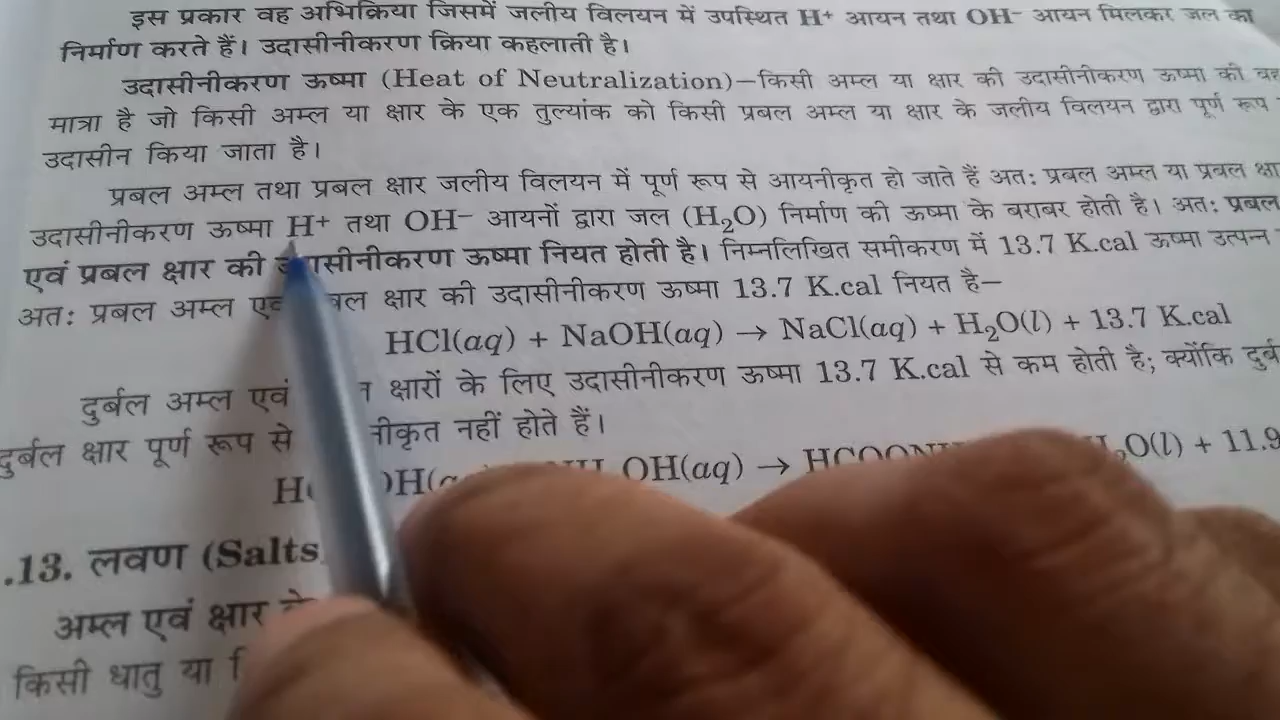 इस प्रकार वह अभिक्रिया जिसमें जलीय विलयन में उपस्थित H⁺ आयन तथा OH⁻ आयन मिलकर जल का
निर्माण करते हैं। उदासीनीकरण क्रिया कहलाती है।
उदासीनीकरण ऊष्मा (Heat of Neutralization)—किसी अम्ल या क्षार की उदासीनीकरण ऊष्मा की वह
मात्रा है जो किसी अम्ल या क्षार के एक तुल्यांक को किसी प्रबल अम्ल या क्षार के जलीय विलयन द्वारा पूर्ण रूप
उदासीन किया जाता है।
प्रबल अम्ल तथा प्रबल क्षार जलीय विलयन में पूर्ण रूप से आयनीकृत हो जाते हैं अतः प्रबल अम्ल या प्रबल
उदासीनीकरण ऊष्मा H⁺ तथा OH⁻ आयनों द्वारा जल (H₂O) निर्माण की ऊष्मा के बराबर होती है। अतः प्रबल
एवं प्रबल क्षार की उदासीनीकरण ऊष्मा नियत होती है। निम्नलिखित समीकरण में 13.7 K.cal ऊष्मा उत्पन्न
अतः प्रबल अम्ल क्षार की उदासीनीकरण ऊष्मा 13.7 K.cal नियत है—
HCl(aq) + NaOH(aq) → NaCl(aq) + H₂O(l) + 13.7 K.cal
दुर्बल अम्ल एवं क्षारों के लिए उदासीनीकरण ऊष्मा 13.7 K.cal से कम होती है; क्योंकि
दुर्बल क्षार पूर्ण रूप से नहीं होते हैं।
OH(aq) → O(l) + 11.9
.13. लवण (Salts
अम्ल एवं क्षार के
किसी धातु या